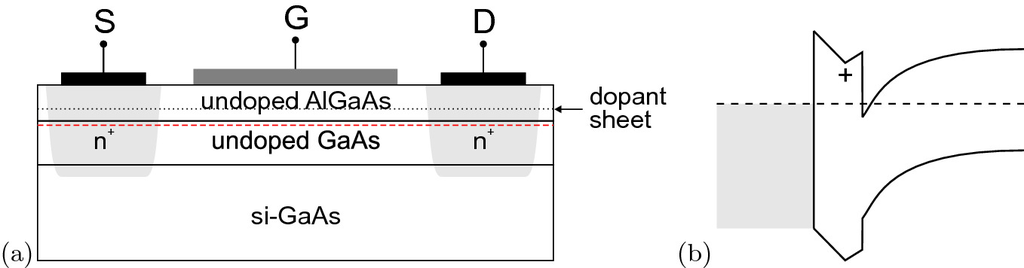 S
G
D
undoped AlGaAs
dopant
sheet
n⁺
undoped GaAs
n⁺
si-GaAs
(a)
+
(b)